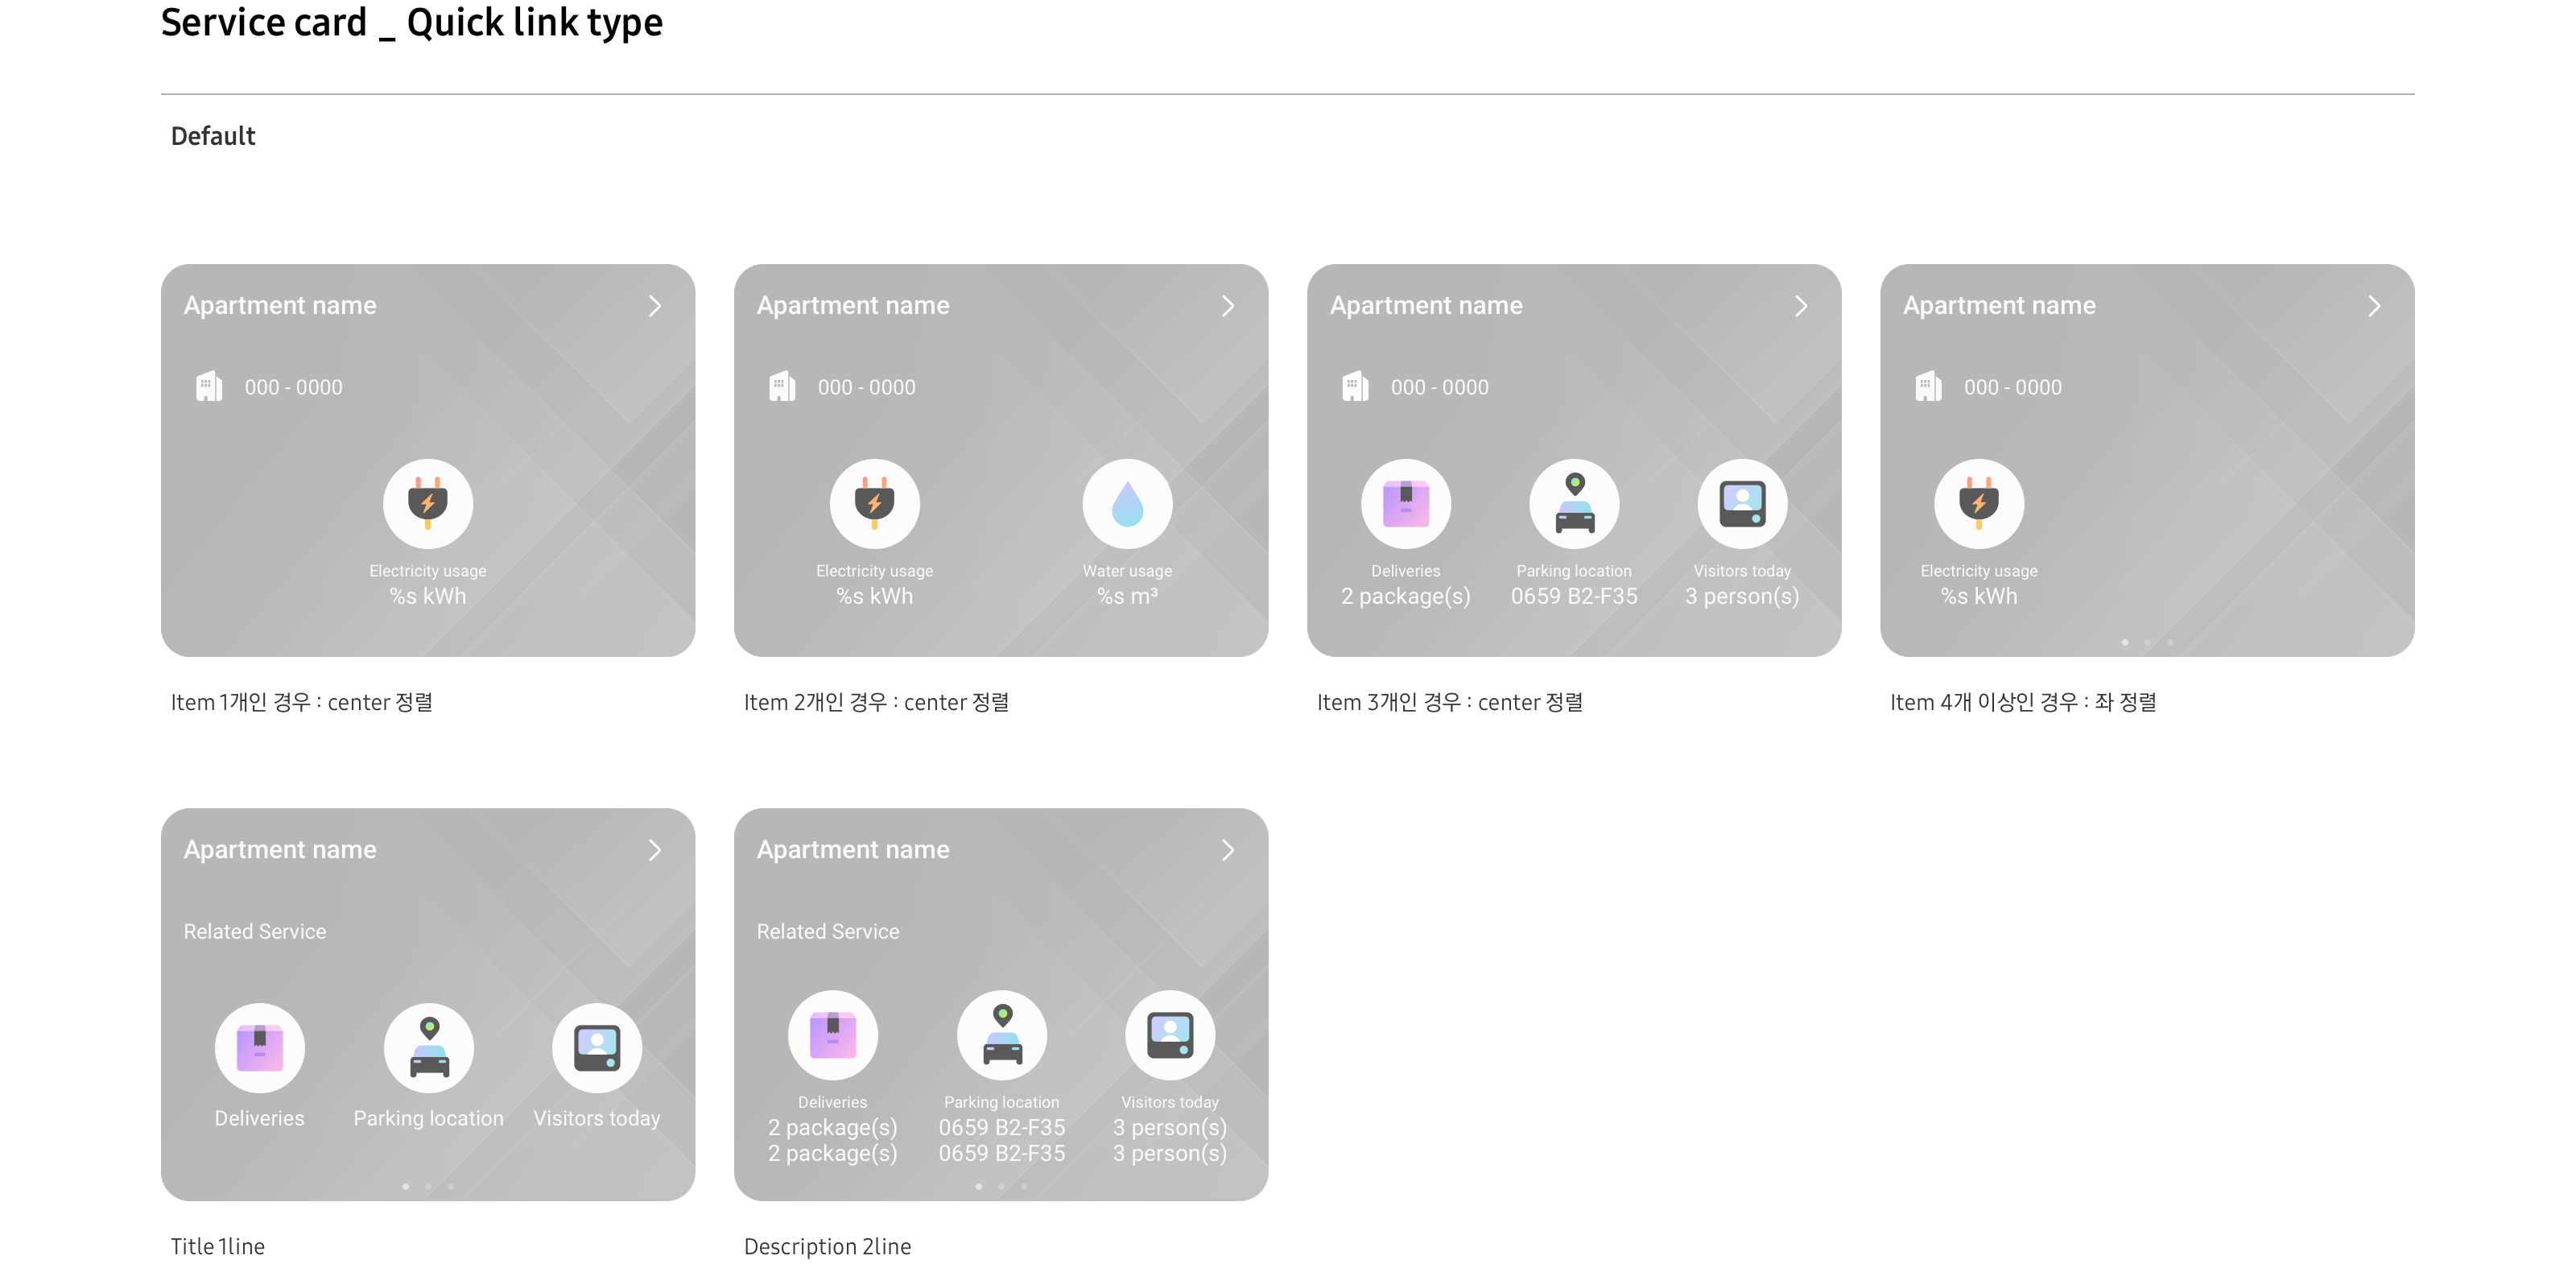 Service card _ Quick link type
Default
Apartment name
000 - 0000
Electricity usage
%s kWh
Item 1개인 경우 : center 정렬
Apartment name
000 - 0000
Electricity usage
%s kWh
Water usage
%s m³
Item 2개인 경우 : center 정렬
Apartment name
000 - 0000
Deliveries
2 package(s)
Parking location
0659 B2-F35
Visitors today
3 person(s)
Item 3개인 경우 : center 정렬
Apartment name
000 - 0000
Electricity usage
%s kWh
Item 4개 이상인 경우 : 좌 정렬
Apartment name
Related Service
Deliveries
Parking location
Visitors today
Title 1line
Apartment name
Related Service
Deliveries
2 package(s)
2 package(s)
Parking location
0659 B2-F35
0659 B2-F35
Visitors today
3 person(s)
3 person(s)
Description 2line